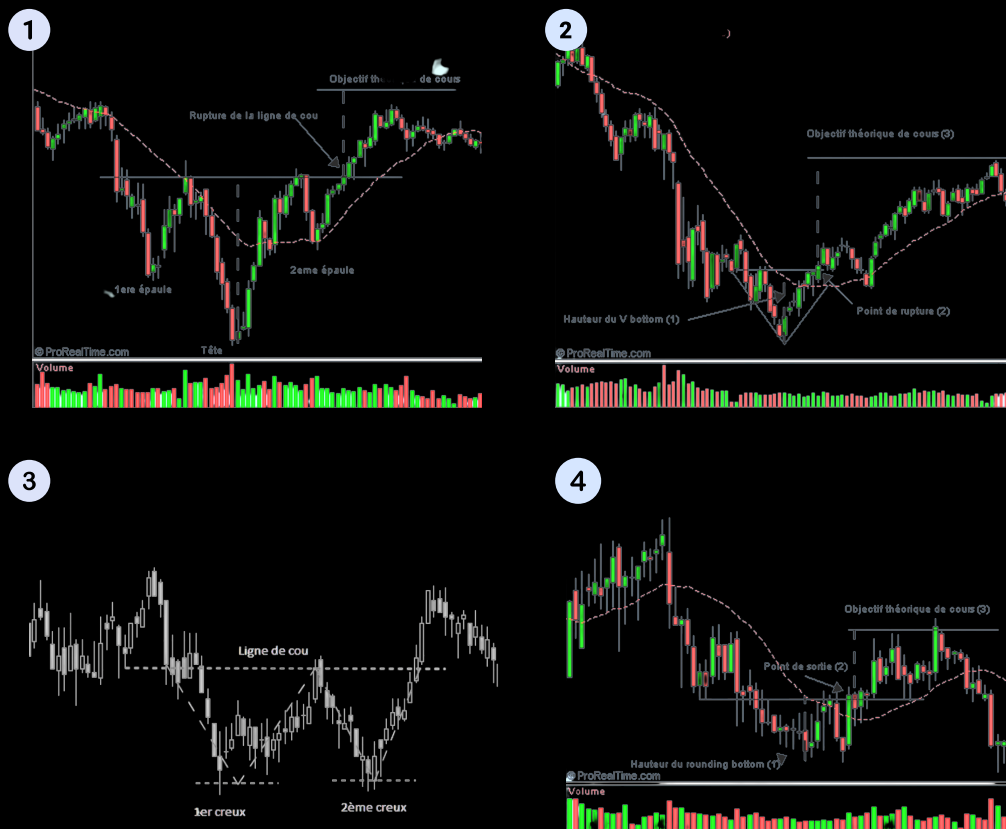 1
Objectif de cours
Rupture de la ligne de cou
1ere épaule
2eme épaule
Tête
© ProRealTime.com
Volume
2
Objectif théorique de cours (3)
Hauteur du V bottom (1)
Point de rupture (2)
© ProRealTime.com
Volume
3
Ligne de cou
1er creux
2ème creux
4
Objectif théorique de cours (3)
Point de sortie (2)
Hauteur du rounding bottom (1)
© ProRealTime.com
Volume